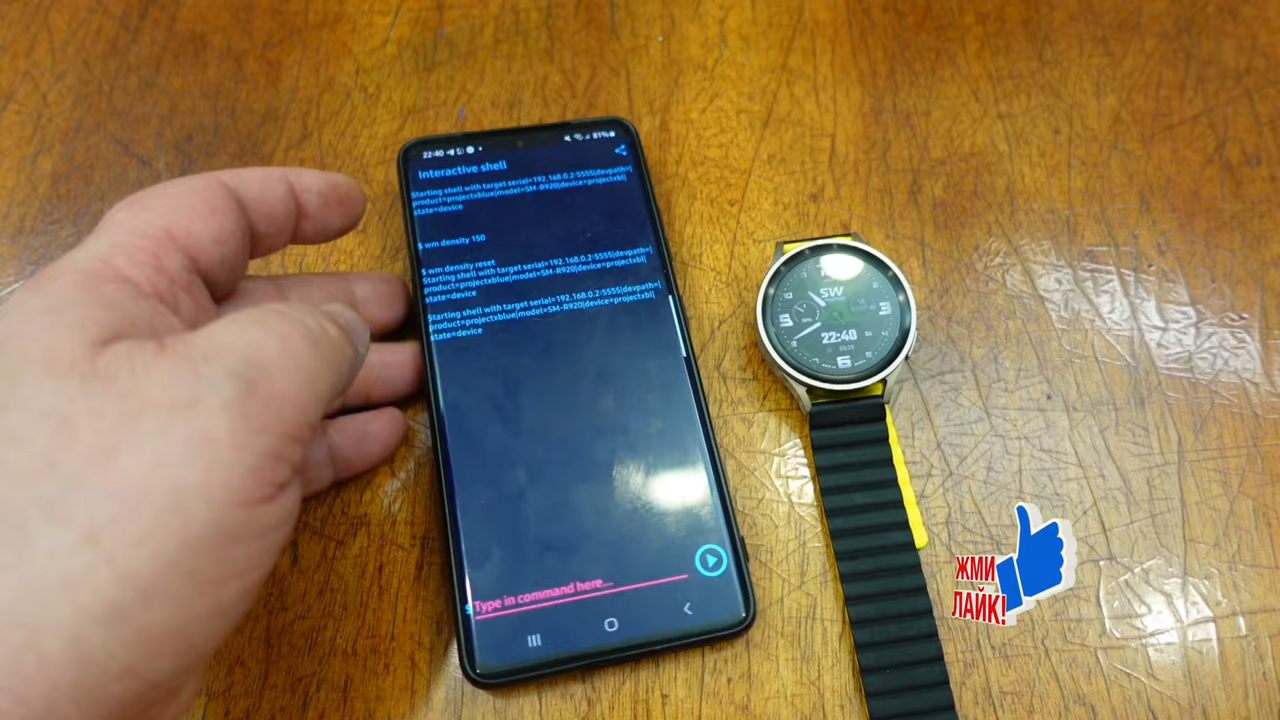 22:40
81%
Interactive shell
Starting shell with target serial=192.168.0.2:5555|devpath=|
product=projectxblue|model=SM-R920|device=projectxbl|
state=device
$ wm density 150
$ wm density reset
Starting shell with target serial=192.168.0.2:5555|devpath=|
product=projectxblue|model=SM-R920|device=projectxbl|
state=device
Starting shell with target serial=192.168.0.2:5555|devpath=|
product=projectxblue|model=SM-R920|device=projectxbl|
state=device
$ Type in command here...
SW
22:40
6
ЖМИ
ЛАЙК!